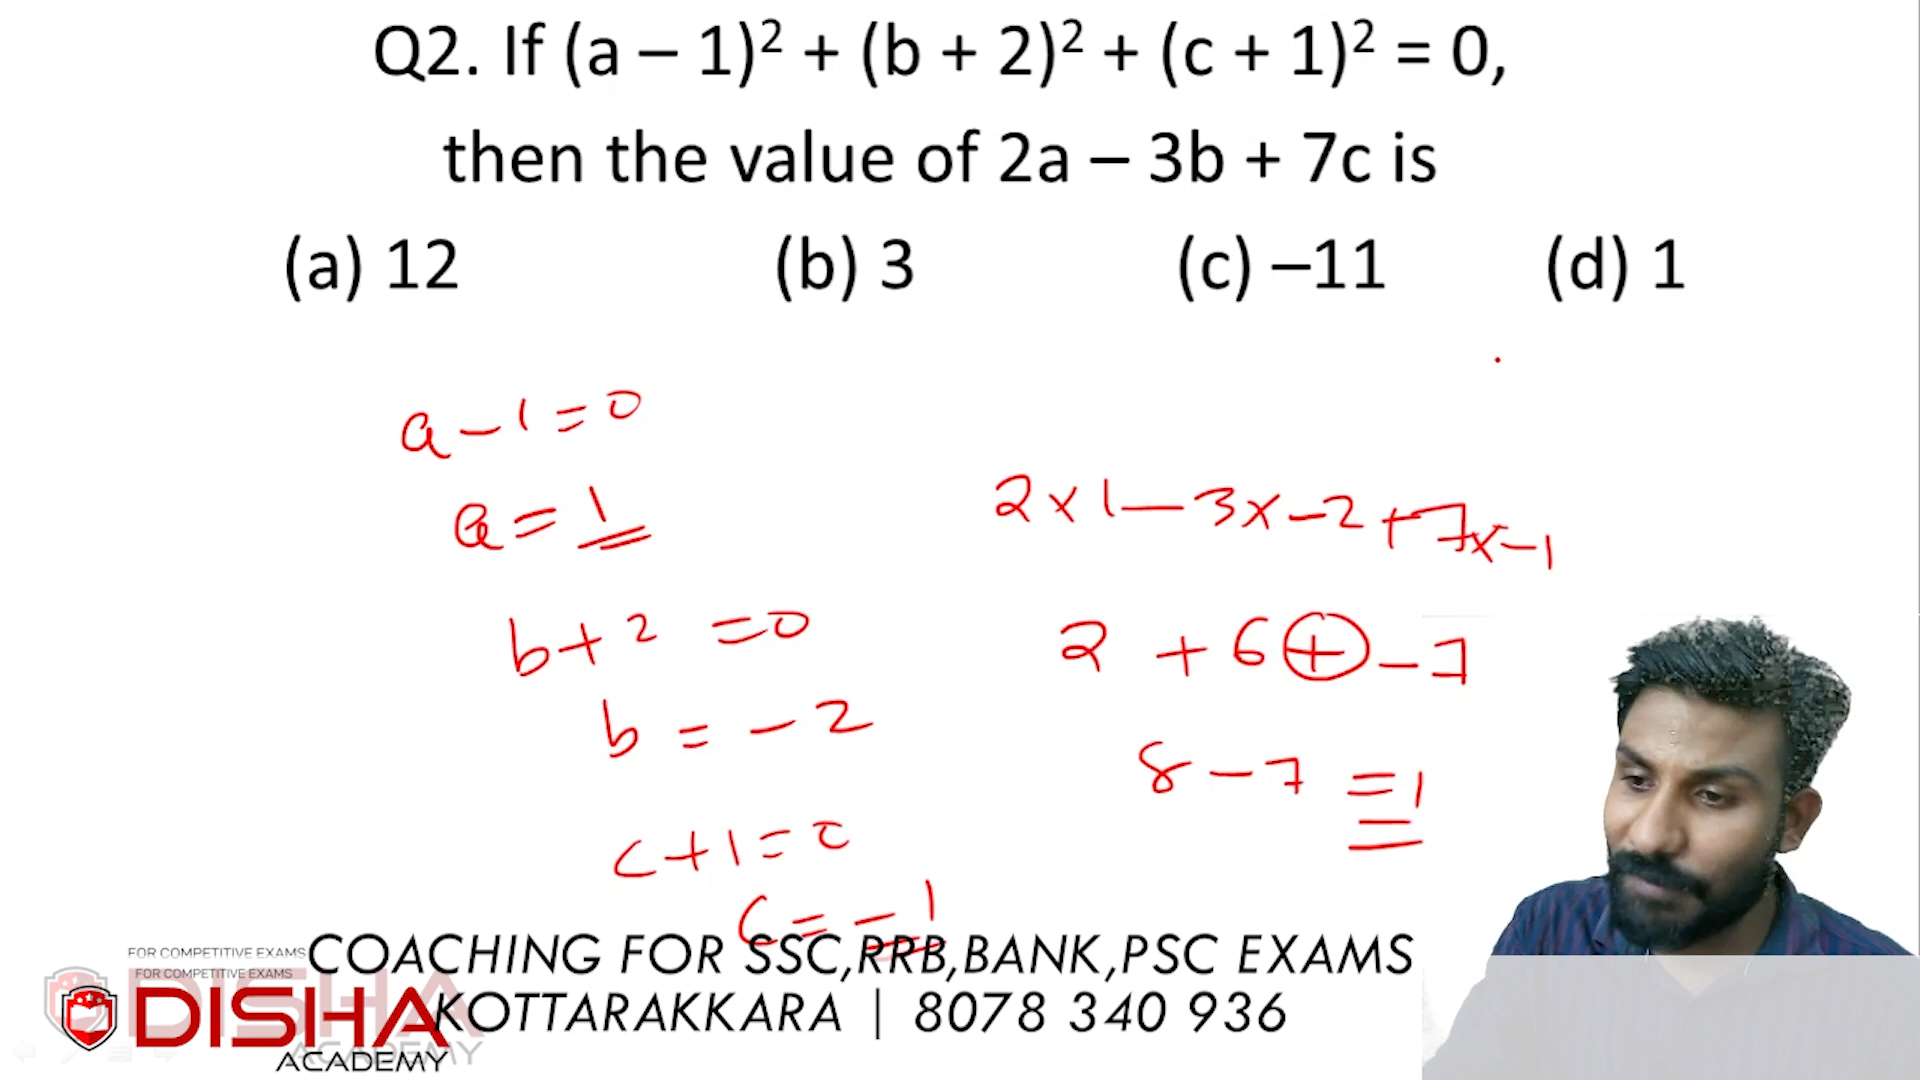 Q2. If (a – 1)² + (b + 2)² + (c + 1)² = 0,
then the value of 2a – 3b + 7c is
(a) 12 (b) 3 (c) –11 (d) 1
a - 1 = 0
a = 1
b + 2 = 0
b = - 2
c + 1 = 0
c = - 1
2 x 1 - 3 x - 2 + 7 x - 1
2 + 6 + - 7
8 - 7 = 1
FOR COMPETITIVE EXAMS
FOR COMPETITIVE EXAMS
COACHING FOR SSC,RRB,BANK,PSC EXAMS
DISHA
ACADEMY
KOTTARAKKARA | 8078 340 936